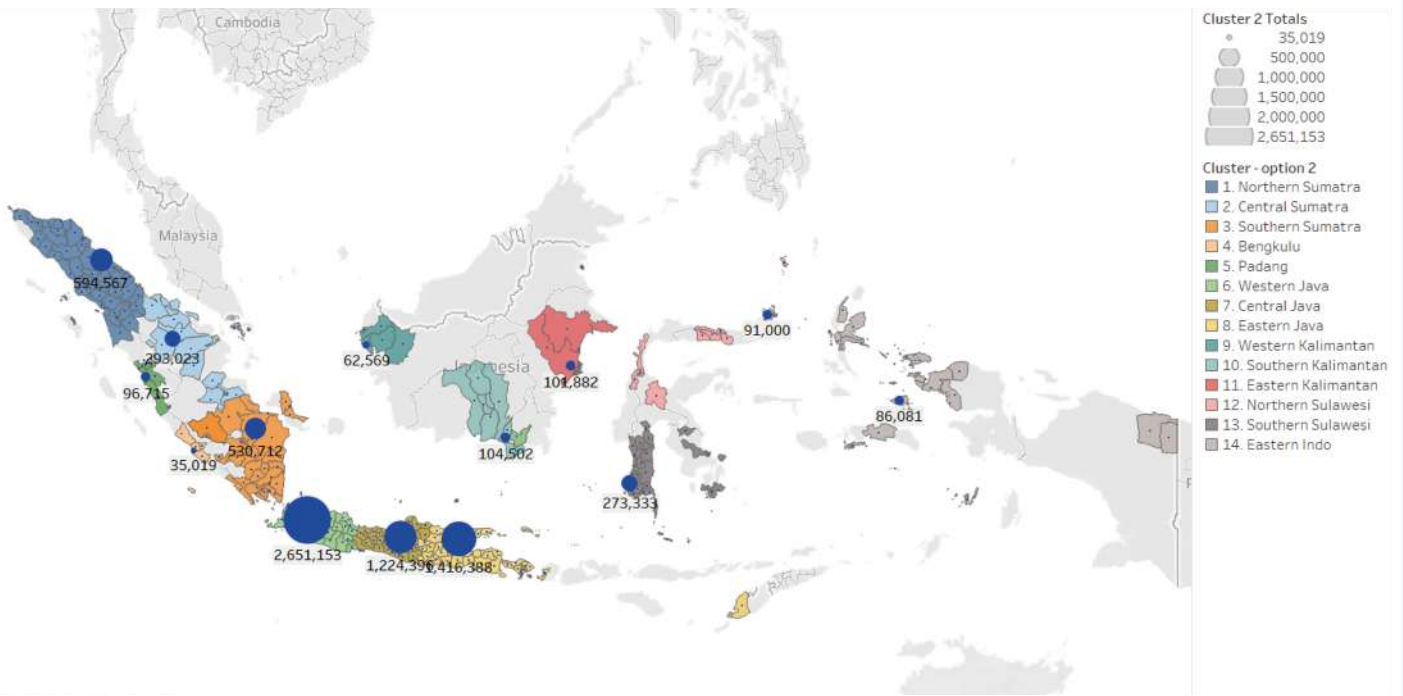 Cambodia
Malaysia
Indonesia
594,567
293,023
96,715
530,712
35,019
2,651,153
1,224,396
1,416,388
62,569
101,882
104,502
91,000
273,333
86,081
Cluster 2 Totals
35,019
500,000
1,000,000
1,500,000
2,000,000
2,651,153
Cluster - option 2
1. Northern Sumatra
2. Central Sumatra
3. Southern Sumatra
4. Bengkulu
5. Padang
6. Western Java
7. Central Java
8. Eastern Java
9. Western Kalimantan
10. Southern Kalimantan
11. Eastern Kalimantan
12. Northern Sulawesi
13. Southern Sulawesi
14. Eastern Indo